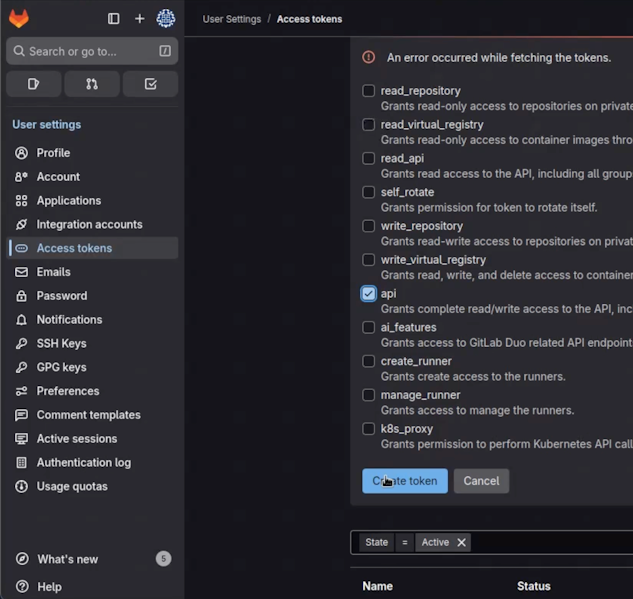 User Settings / Access tokens
Search or go to... /
User settings
Profile
Account
Applications
Integration accounts
Access tokens
Emails
Password
Notifications
SSH Keys
GPG keys
Preferences
Comment templates
Active sessions
Authentication log
Usage quotas
What's new 5
Help
An error occurred while fetching the tokens.
read_repository
Grants read-only access to repositories on private
read_virtual_registry
Grants read-only access to container images thro
read_api
Grants read access to the API, including all group
self_rotate
Grants permission for token to rotate itself.
write_repository
Grants read-write access to repositories on privat
write_virtual_registry
Grants read, write, and delete access to container
api
Grants complete read/write access to the API, inc
ai_features
Grants access to GitLab Duo related API endpoint
create_runner
Grants create access to the runners.
manage_runner
Grants access to manage the runners.
k8s_proxy
Grants permission to perform Kubernetes API call
Create token Cancel
State = Active
Name Status